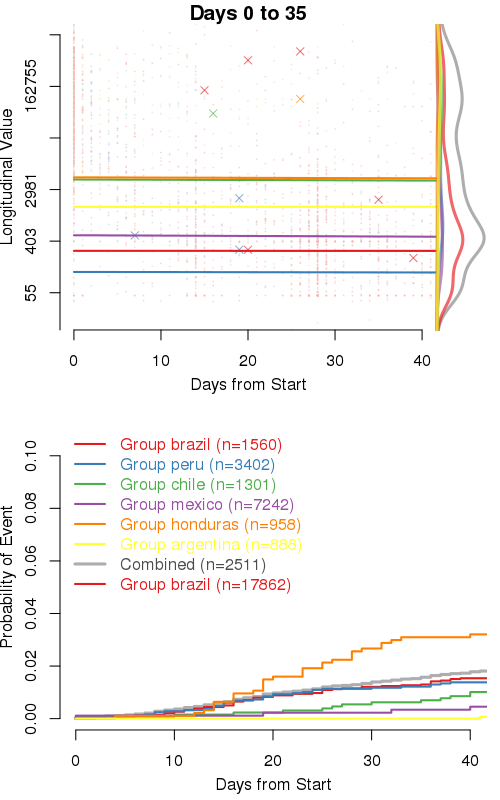 Days 0 to 35
Longitudinal Value
162755
2981
403
55
0
10
20
30
40
Days from Start
Group brazil (n=1560)
Group peru (n=3402)
Group chile (n=1301)
Group mexico (n=7242)
Group honduras (n=958)
Group argentina (n=888)
Combined (n=2511)
Group brazil (n=17862)
Probability of Event
0.10
0.08
0.06
0.04
0.02
0.00
0
10
20
30
40
Days from Start